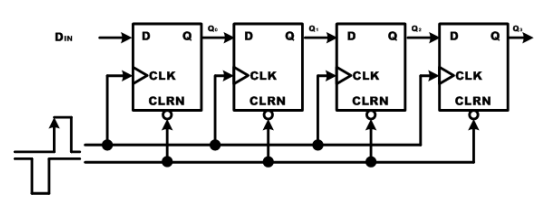 DIN D Q Q0 D Q Q1 D Q Q2 D Q Q3
CLK CLK CLK CLK
CLRN CLRN CLRN CLRN